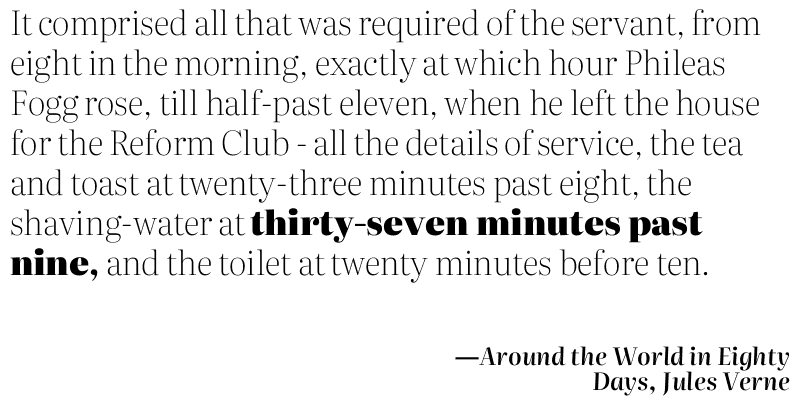 It comprised all that was required of the servant, from
eight in the morning, exactly at which hour Phileas
Fogg rose, till half-past eleven, when he left the house
for the Reform Club - all the details of service, the tea
and toast at twenty-three minutes past eight, the
shaving-water at thirty-seven minutes past
nine, and the toilet at twenty minutes before ten.
—Around the World in Eighty
Days, Jules Verne